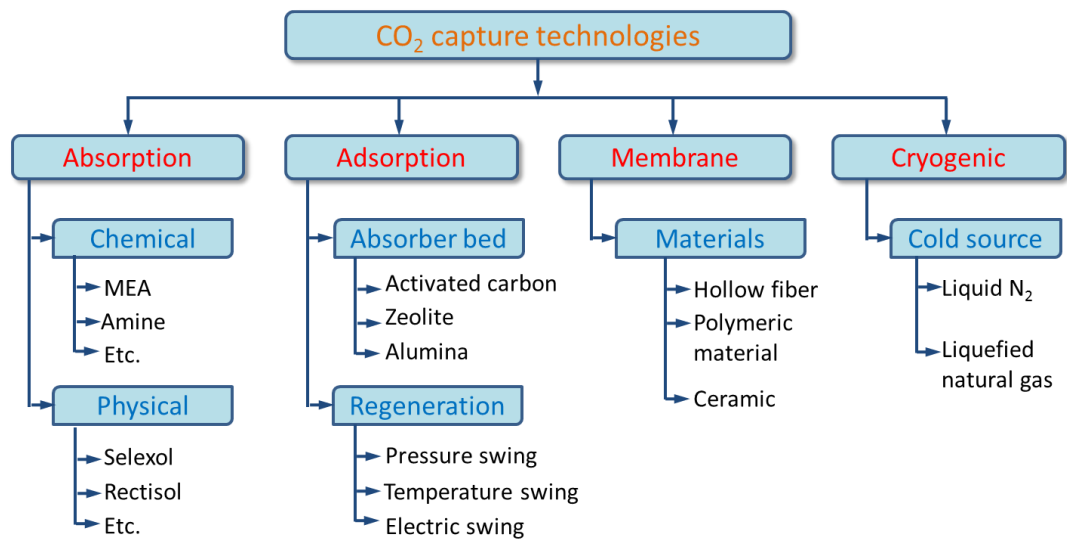 CO₂ capture technologies
Absorption
Chemical
MEA
Amine
Etc.
Physical
Selexol
Rectisol
Etc.
Adsorption
Absorber bed
Activated carbon
Zeolite
Alumina
Regeneration
Pressure swing
Temperature swing
Electric swing
Membrane
Materials
Hollow fiber
Polymeric
material
Ceramic
Cryogenic
Cold source
Liquid N₂
Liquefied
natural gas